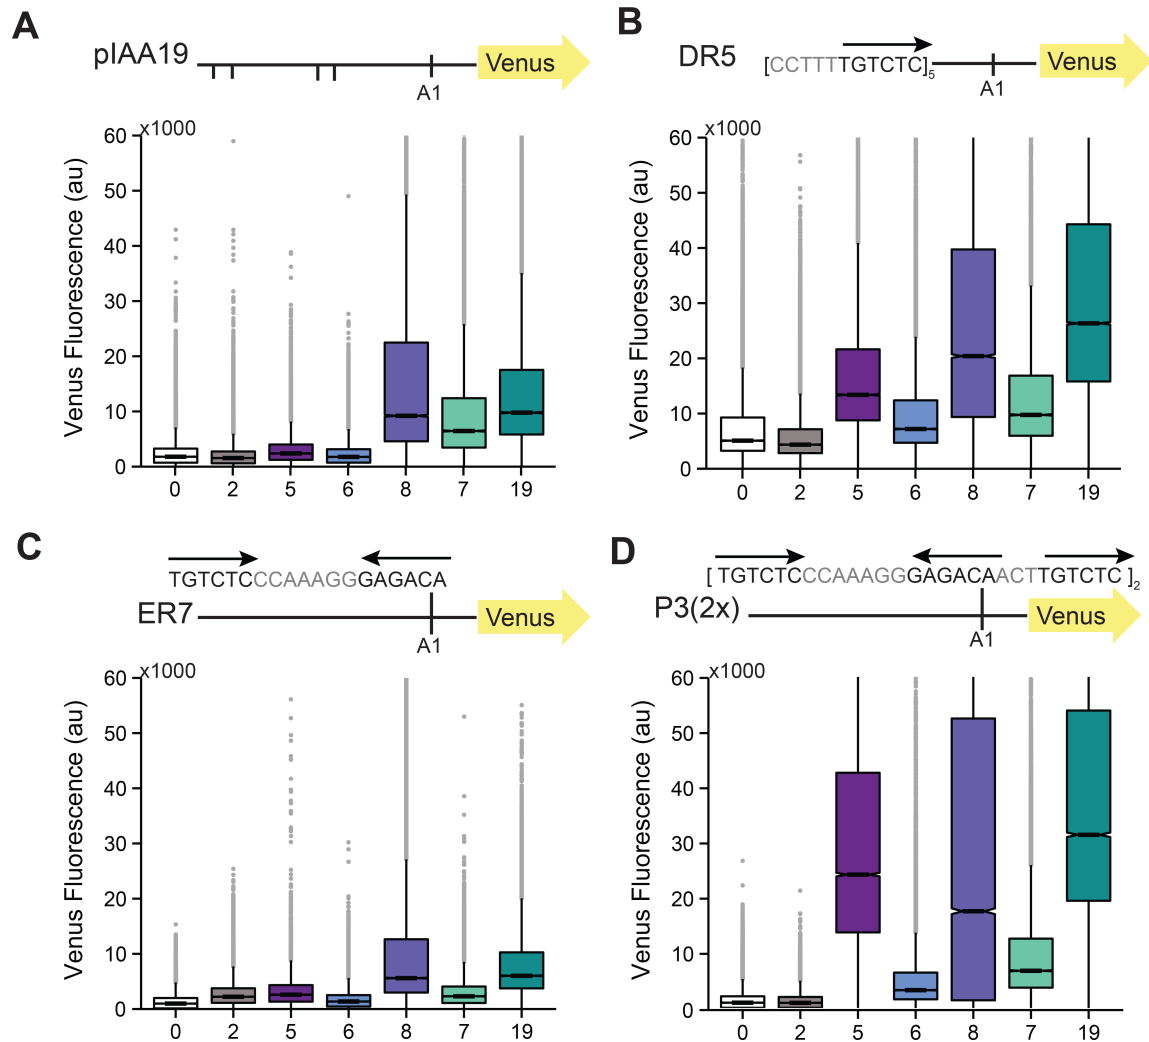 A
pIAA19
Venus
A1
x1000
Venus Fluorescence (au)
60
50
40
30
20
10
0
0 2 5 6 8 7 19
B
DR5
[CCTTTTGTCTC]5
Venus
A1
x1000
Venus Fluorescence (au)
60
50
40
30
20
10
0
0 2 5 6 8 7 19
C
TGTCTCCCAAAGGGAGACA
ER7
Venus
A1
x1000
Venus Fluorescence (au)
60
50
40
30
20
10
0
0 2 5 6 8 7 19
D
[TGTCTCCCAAAGGGAGACAACTTGTCTC]2
P3(2x)
Venus
A1
x1000
Venus Fluorescence (au)
60
50
40
30
20
10
0
0 2 5 6 8 7 19